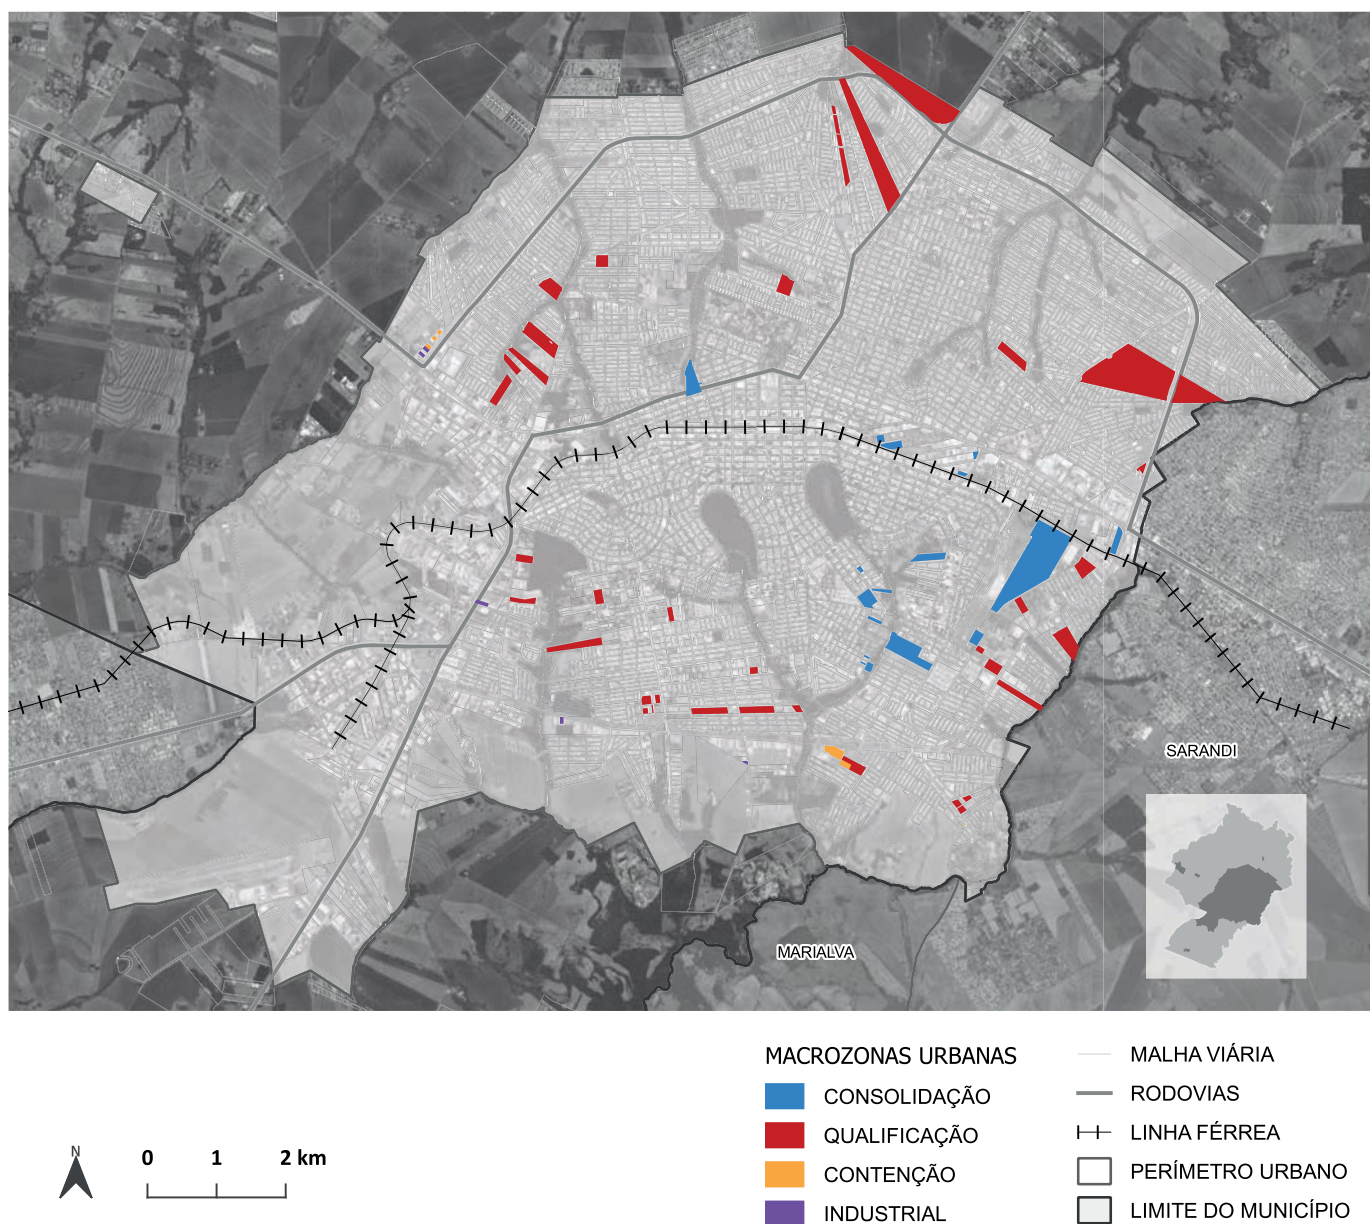 SARANDI
MARIALVA
MACROZONAS URBANAS
CONSOLIDAÇÃO
QUALIFICAÇÃO
CONTENÇÃO
INDUSTRIAL
MALHA VIÁRIA
RODOVIAS
LINHA FÉRREA
PERÍMETRO URBANO
LIMITE DO MUNICÍPIO
N
0 1 2 km